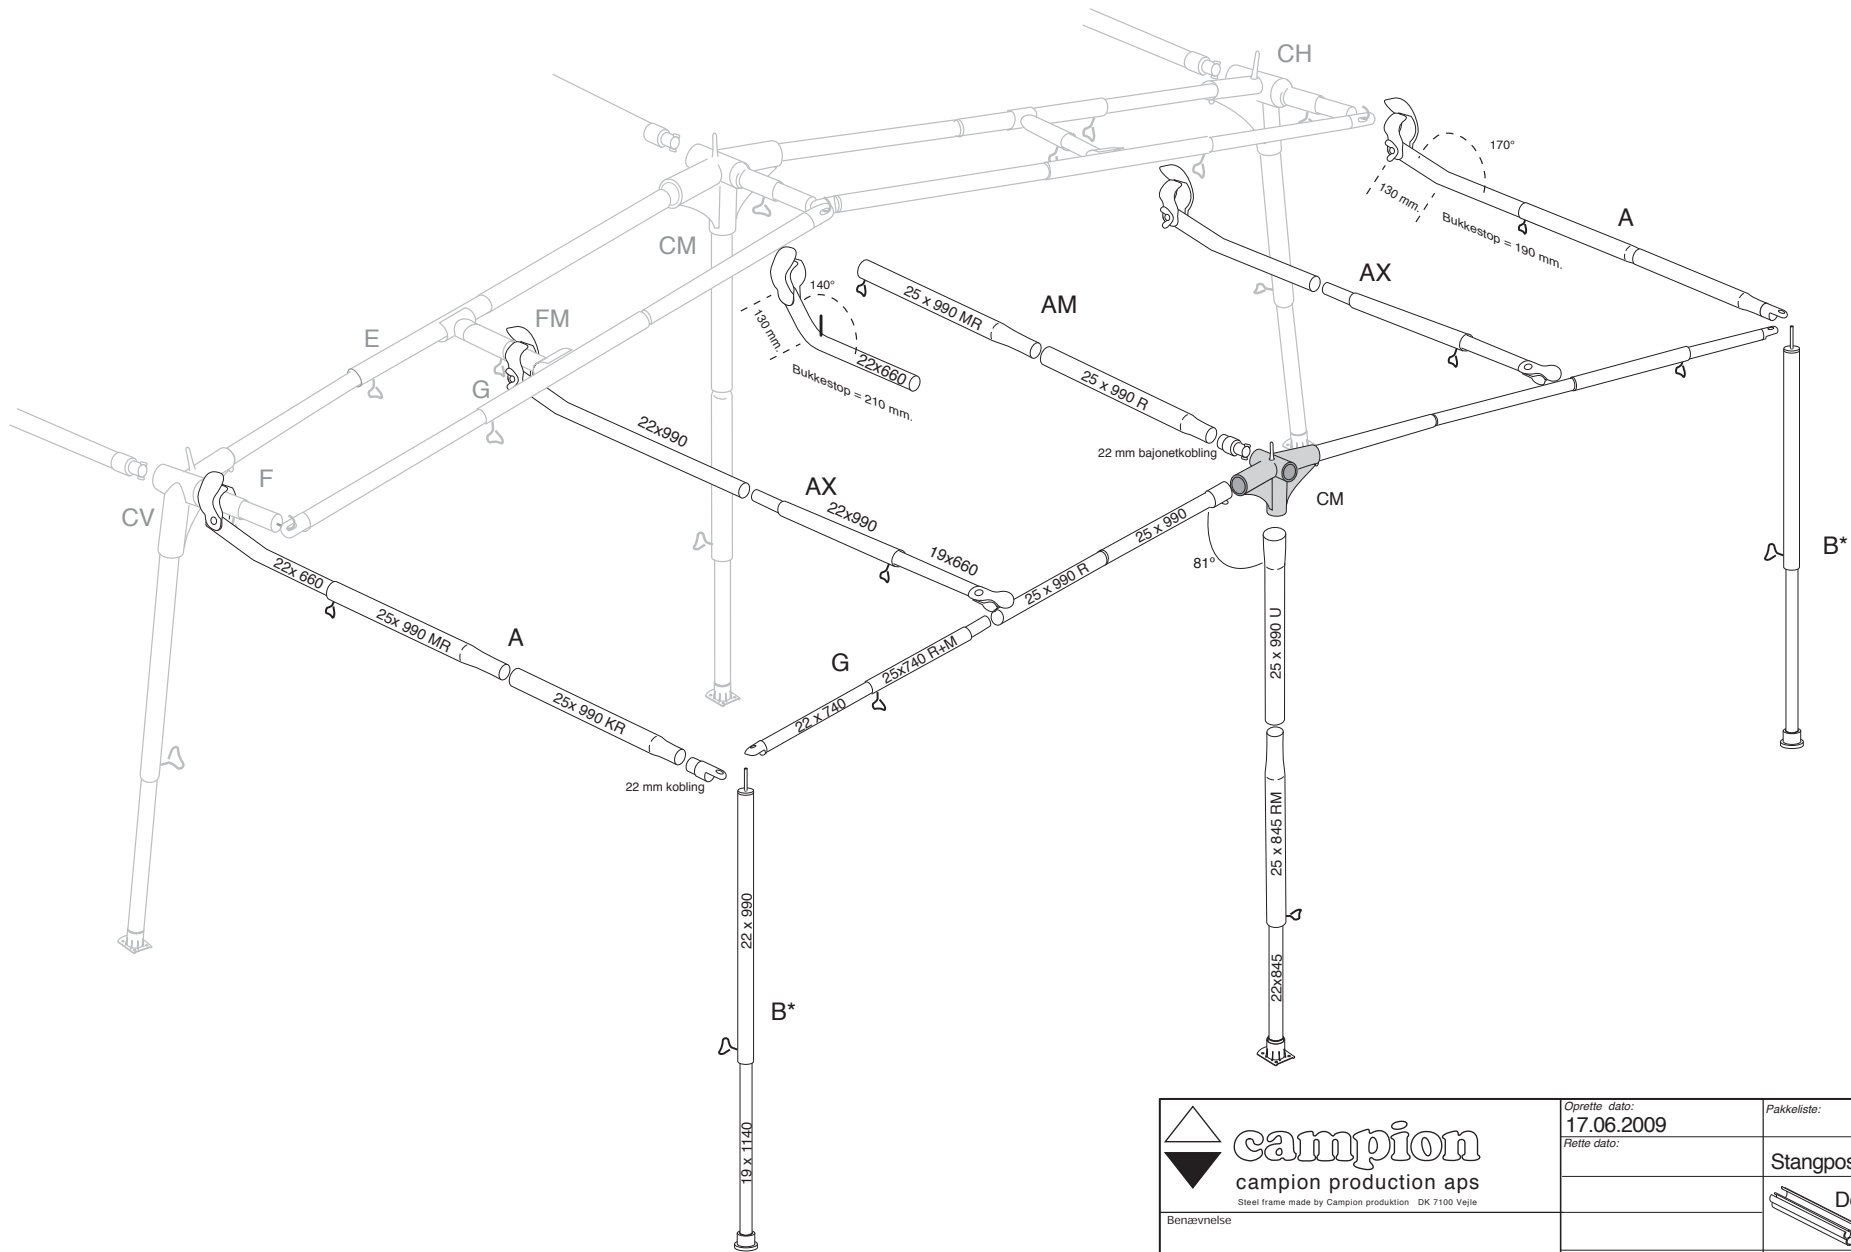 CH
170°
130 mm.
Bukkestop = 190 mm.
A
CM
140°
130 mm.
Bukkestop = 210 mm.
22x660
25 x 990 MR
AM
25 x 990 R
AX
22 mm bajonetkobling
CM
81°
E
FM
G
F
CV
22x990
AX
22x990
19x660
25 x 990 R
25 x 990
B*
22x 660
25x 990 MR
A
25x 990 KR
22 mm kobling
G
22 x 740
25x740 R+M
25 x 990 U
25 x 845 RM
22x845
22 x 990
B*
19 x 1140
campion
campion production aps
Steel frame made by Campion produktion DK 7100 Vejle
Benævnelse
Oprette dato:
17.06.2009
Rette dato:
Pakkeliste: